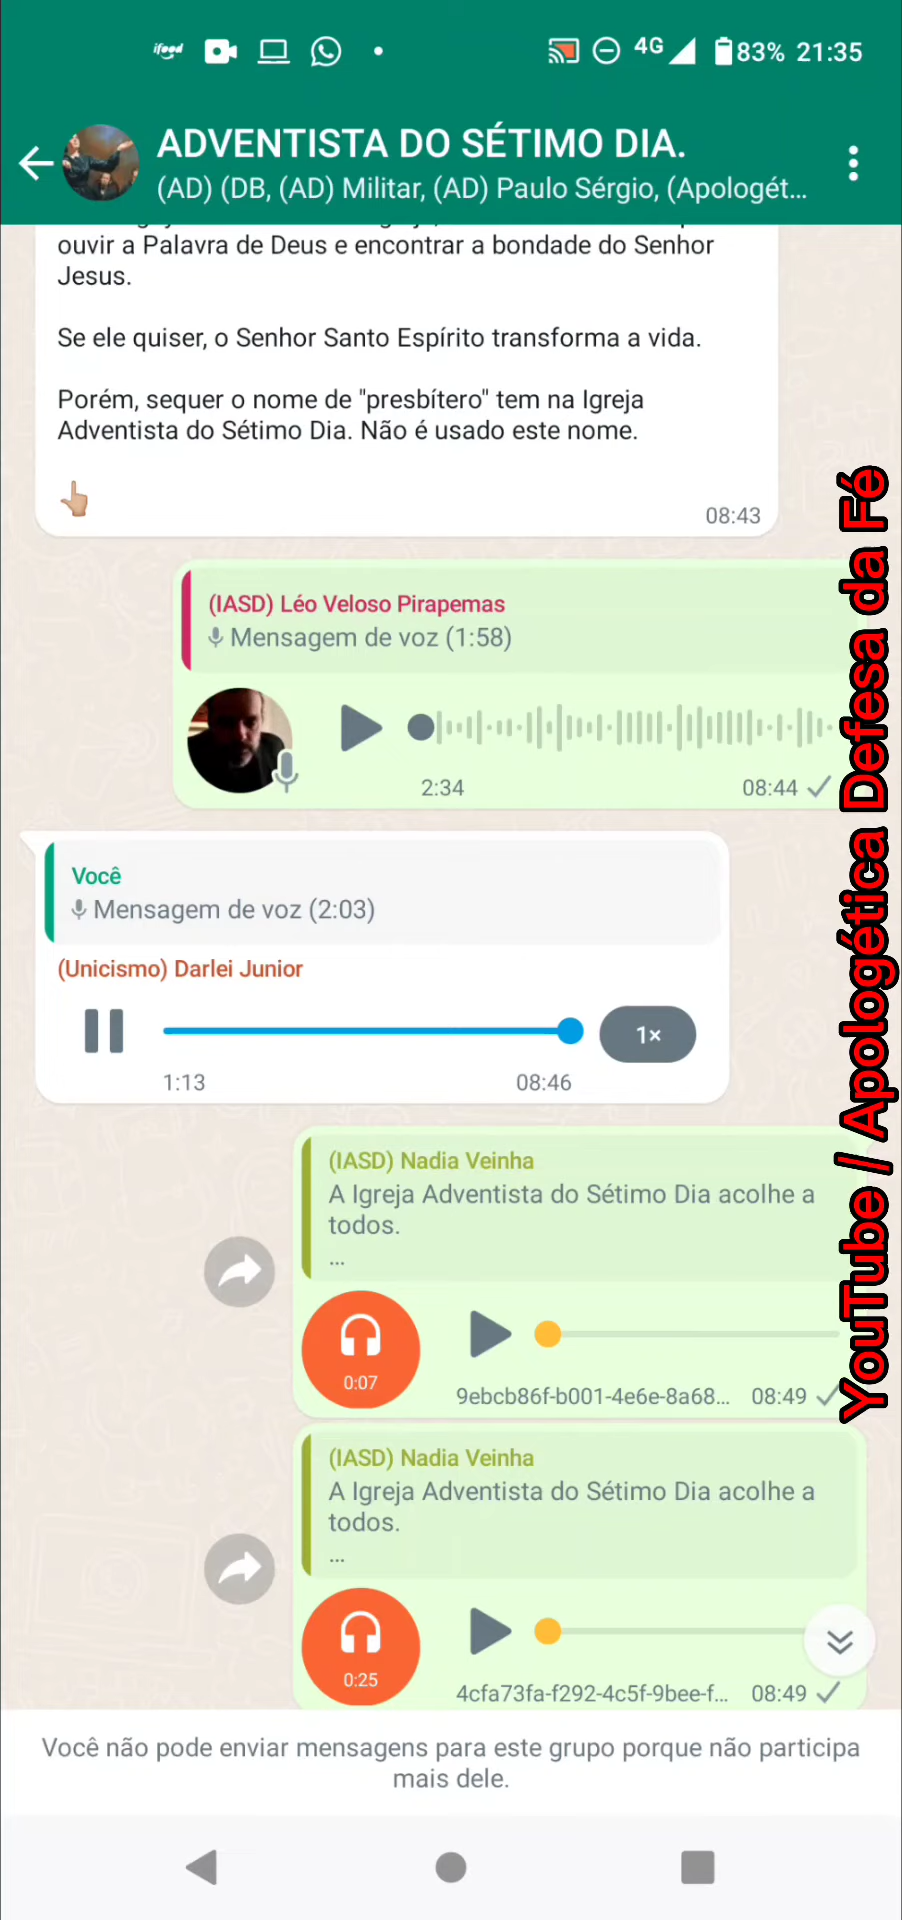 ifood
4G 83% 21:35
ADVENTISTA DO SÉTIMO DIA.
(AD) (DB, (AD) Militar, (AD) Paulo Sérgio, (Apologét...
ouvir a Palavra de Deus e encontrar a bondade do Senhor
Jesus.
Se ele quiser, o Senhor Santo Espírito transforma a vida.
Porém, sequer o nome de "presbítero" tem na Igreja
Adventista do Sétimo Dia. Não é usado este nome.
08:43
(IASD) Léo Veloso Pirapemas
Mensagem de voz (1:58)
2:34 08:44
Você
Mensagem de voz (2:03)
(Unicismo) Darlei Junior
1×
1:13 08:46
(IASD) Nadia Veinha
A Igreja Adventista do Sétimo Dia acolhe a
todos.
...
0:07
9ebcb86f-b001-4e6e-8a68... 08:49
(IASD) Nadia Veinha
A Igreja Adventista do Sétimo Dia acolhe a
todos.
...
0:25
4cfa73fa-f292-4c5f-9bee-f... 08:49
Você não pode enviar mensagens para este grupo porque não participa
mais dele.
YouTube / Apologética Defesa da Fé